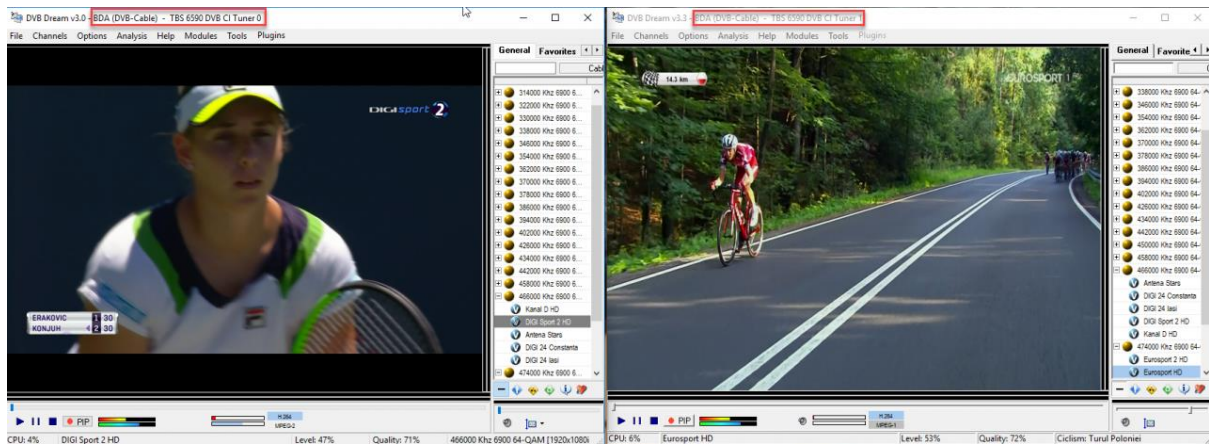 DVB Dream v3.0 - BDA (DVB-Cable) - TBS 6590 DVB CI Tuner 0
File Channels Options Analysis Help Modules Tools Plugins
General Favorites
Cabl
314000 Khz 6900 6...
322000 Khz 6900 6...
330000 Khz 6900 6...
338000 Khz 6900 6...
346000 Khz 6900 6...
354000 Khz 6900 6...
362000 Khz 6900 6...
370000 Khz 6900 6...
378000 Khz 6900 6...
386000 Khz 6900 6...
394000 Khz 6900 6...
402000 Khz 6900 6...
426000 Khz 6900 6...
434000 Khz 6900 6...
442000 Khz 6900 6...
458000 Khz 6900 6...
466000 Khz 6900 6...
Kanal D HD
DIGI Sport 2 HD
Antena Stars
DIGI 24 Constanta
DIGI 24 Iasi
474000 Khz 6900 6...
DIGI sport 2
ERAKOVIC 1 30
KONJUH 4 2 30
PIP
H.264
MPEG-2
CPU: 4% DIGI Sport 2 HD Level: 47% Quality: 71% 466000 Khz 6900 64-QAM [1920x1080i
DVB Dream v3.3 - BDA (DVB-Cable) - TBS 6590 DVB CI Tuner 1
File Channels Options Analysis Help Modules Tools Plugins
General Favorite
338000 Khz 6900 64-
346000 Khz 6900 64-
354000 Khz 6900 64-
362000 Khz 6900 64-
370000 Khz 6900 64-
378000 Khz 6900 64-
386000 Khz 6900 64-
394000 Khz 6900 64-
402000 Khz 6900 64-
426000 Khz 6900 64-
434000 Khz 6900 64-
442000 Khz 6900 64-
450000 Khz 6900 64-
458000 Khz 6900 64-
466000 Khz 6900 64-
Antena Stars
DIGI 24 Constanta
DIGI 24 Iasi
DIGI Sport 2 HD
Kanal D HD
474000 Khz 6900 64-
Eurosport 2 HD
Eurosport HD
14.3 km
EUROSPORT 1
PIP
H.264
MPEG-1
CPU: 6% Eurosport HD Level: 53% Quality: 72% Ciclism: Turul Poloniei